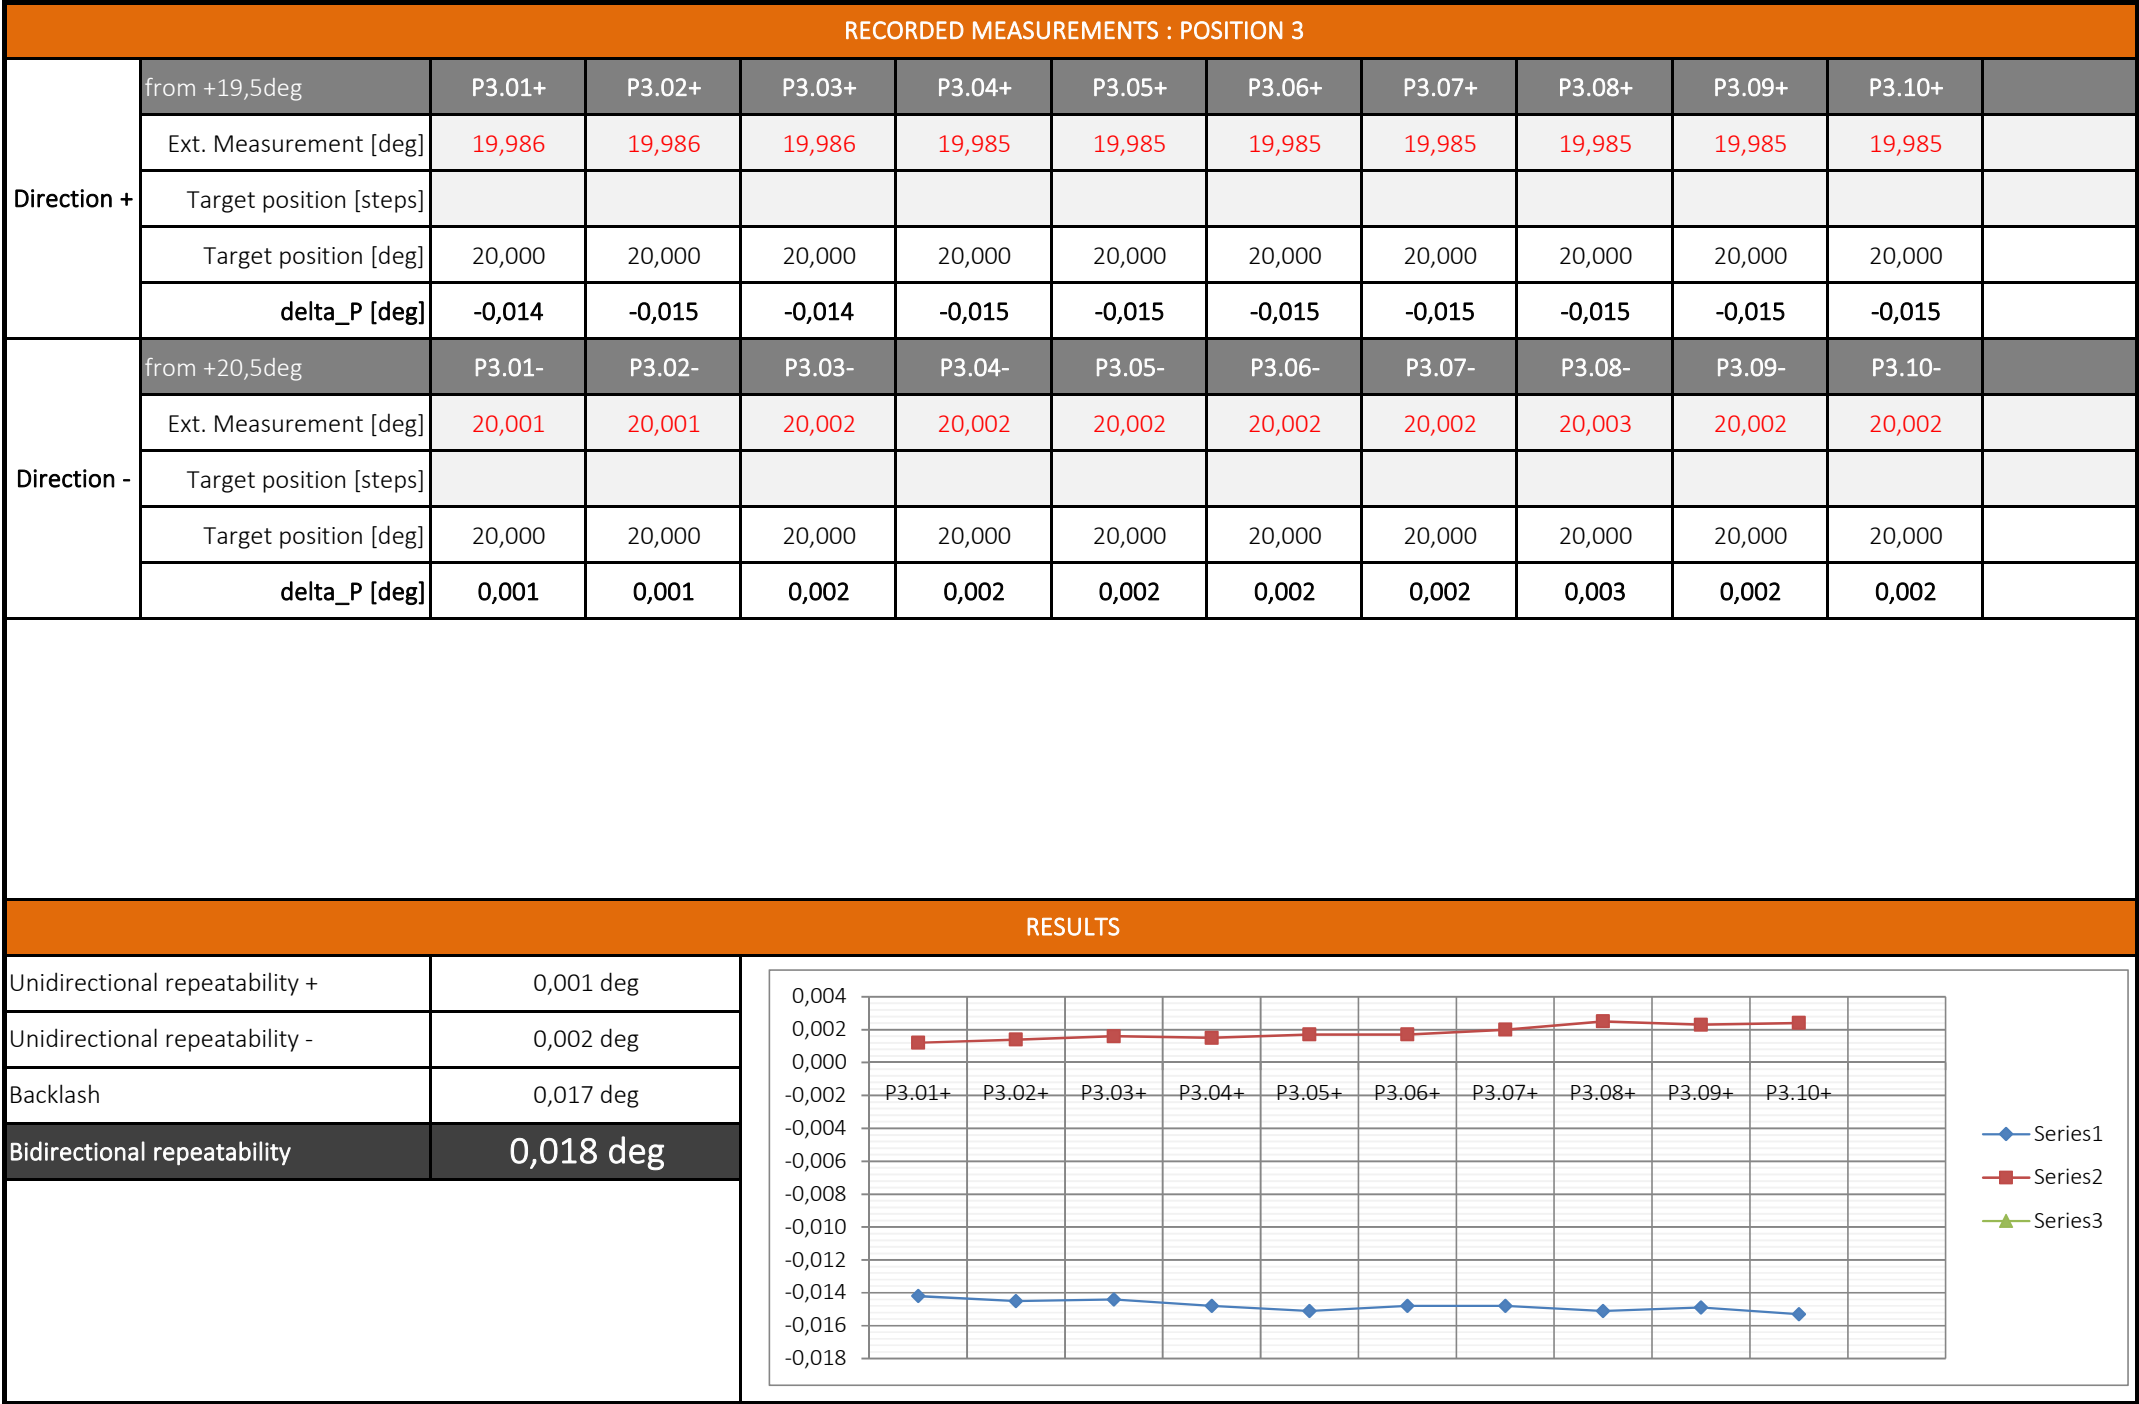 RECORDED MEASUREMENTS : POSITION 3
from +19,5deg P3.01+ P3.02+ P3.03+ P3.04+ P3.05+ P3.06+ P3.07+ P3.08+ P3.09+ P3.10+
Ext. Measurement [deg] 19,986 19,986 19,986 19,985 19,985 19,985 19,985 19,985 19,985 19,985
Direction + Target position [steps]
Target position [deg] 20,000 20,000 20,000 20,000 20,000 20,000 20,000 20,000 20,000 20,000
delta_P [deg] -0,014 -0,015 -0,014 -0,015 -0,015 -0,015 -0,015 -0,015 -0,015 -0,015
from +20,5deg P3.01- P3.02- P3.03- P3.04- P3.05- P3.06- P3.07- P3.08- P3.09- P3.10-
Ext. Measurement [deg] 20,001 20,001 20,002 20,002 20,002 20,002 20,002 20,003 20,002 20,002
Direction - Target position [steps]
Target position [deg] 20,000 20,000 20,000 20,000 20,000 20,000 20,000 20,000 20,000 20,000
delta_P [deg] 0,001 0,001 0,002 0,002 0,002 0,002 0,002 0,003 0,002 0,002
RESULTS
Unidirectional repeatability + 0,001 deg
Unidirectional repeatability - 0,002 deg
Backlash 0,017 deg
Bidirectional repeatability 0,018 deg
0,004
0,002
0,000
-0,002
-0,004
-0,006
-0,008
-0,010
-0,012
-0,014
-0,016
-0,018
P3.01+ P3.02+ P3.03+ P3.04+ P3.05+ P3.06+ P3.07+ P3.08+ P3.09+ P3.10+
Series1
Series2
Series3